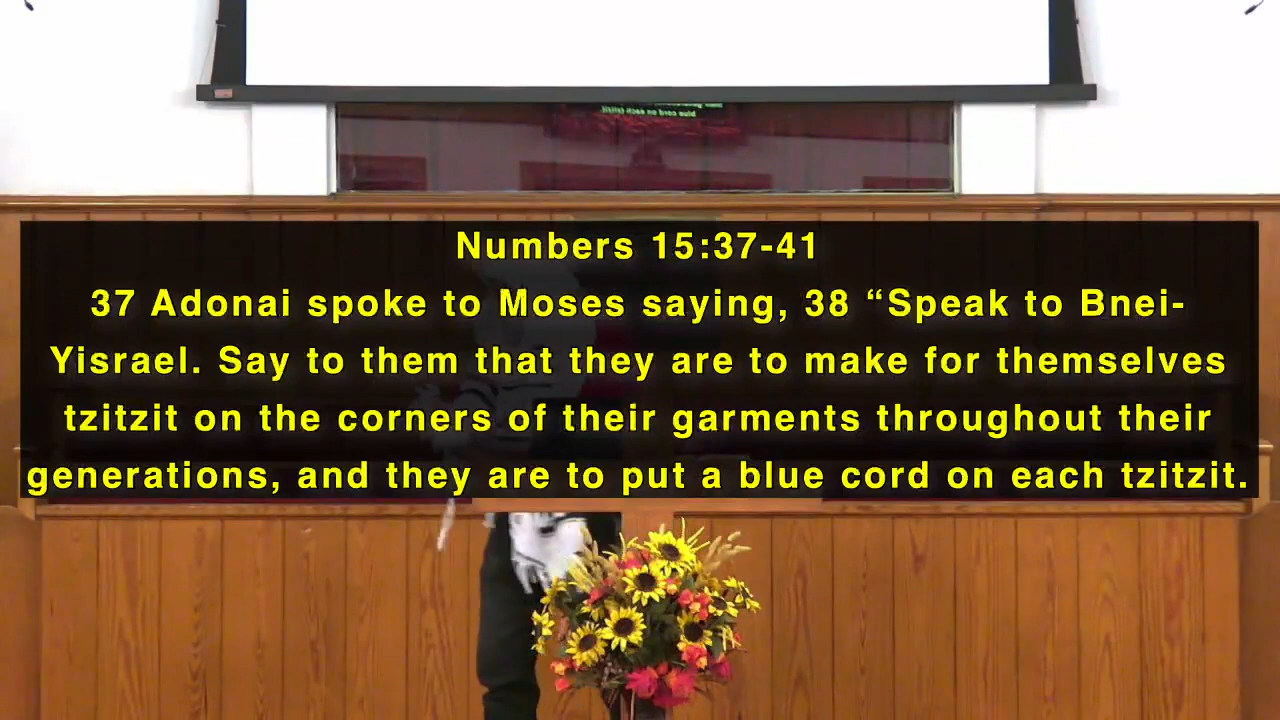 Numbers 15:37-41
37 Adonai spoke to Moses saying, 38 “Speak to Bnei-
Yisrael. Say to them that they are to make for themselves
tzitzit on the corners of their garments throughout their
generations, and they are to put a blue cord on each tzitzit.